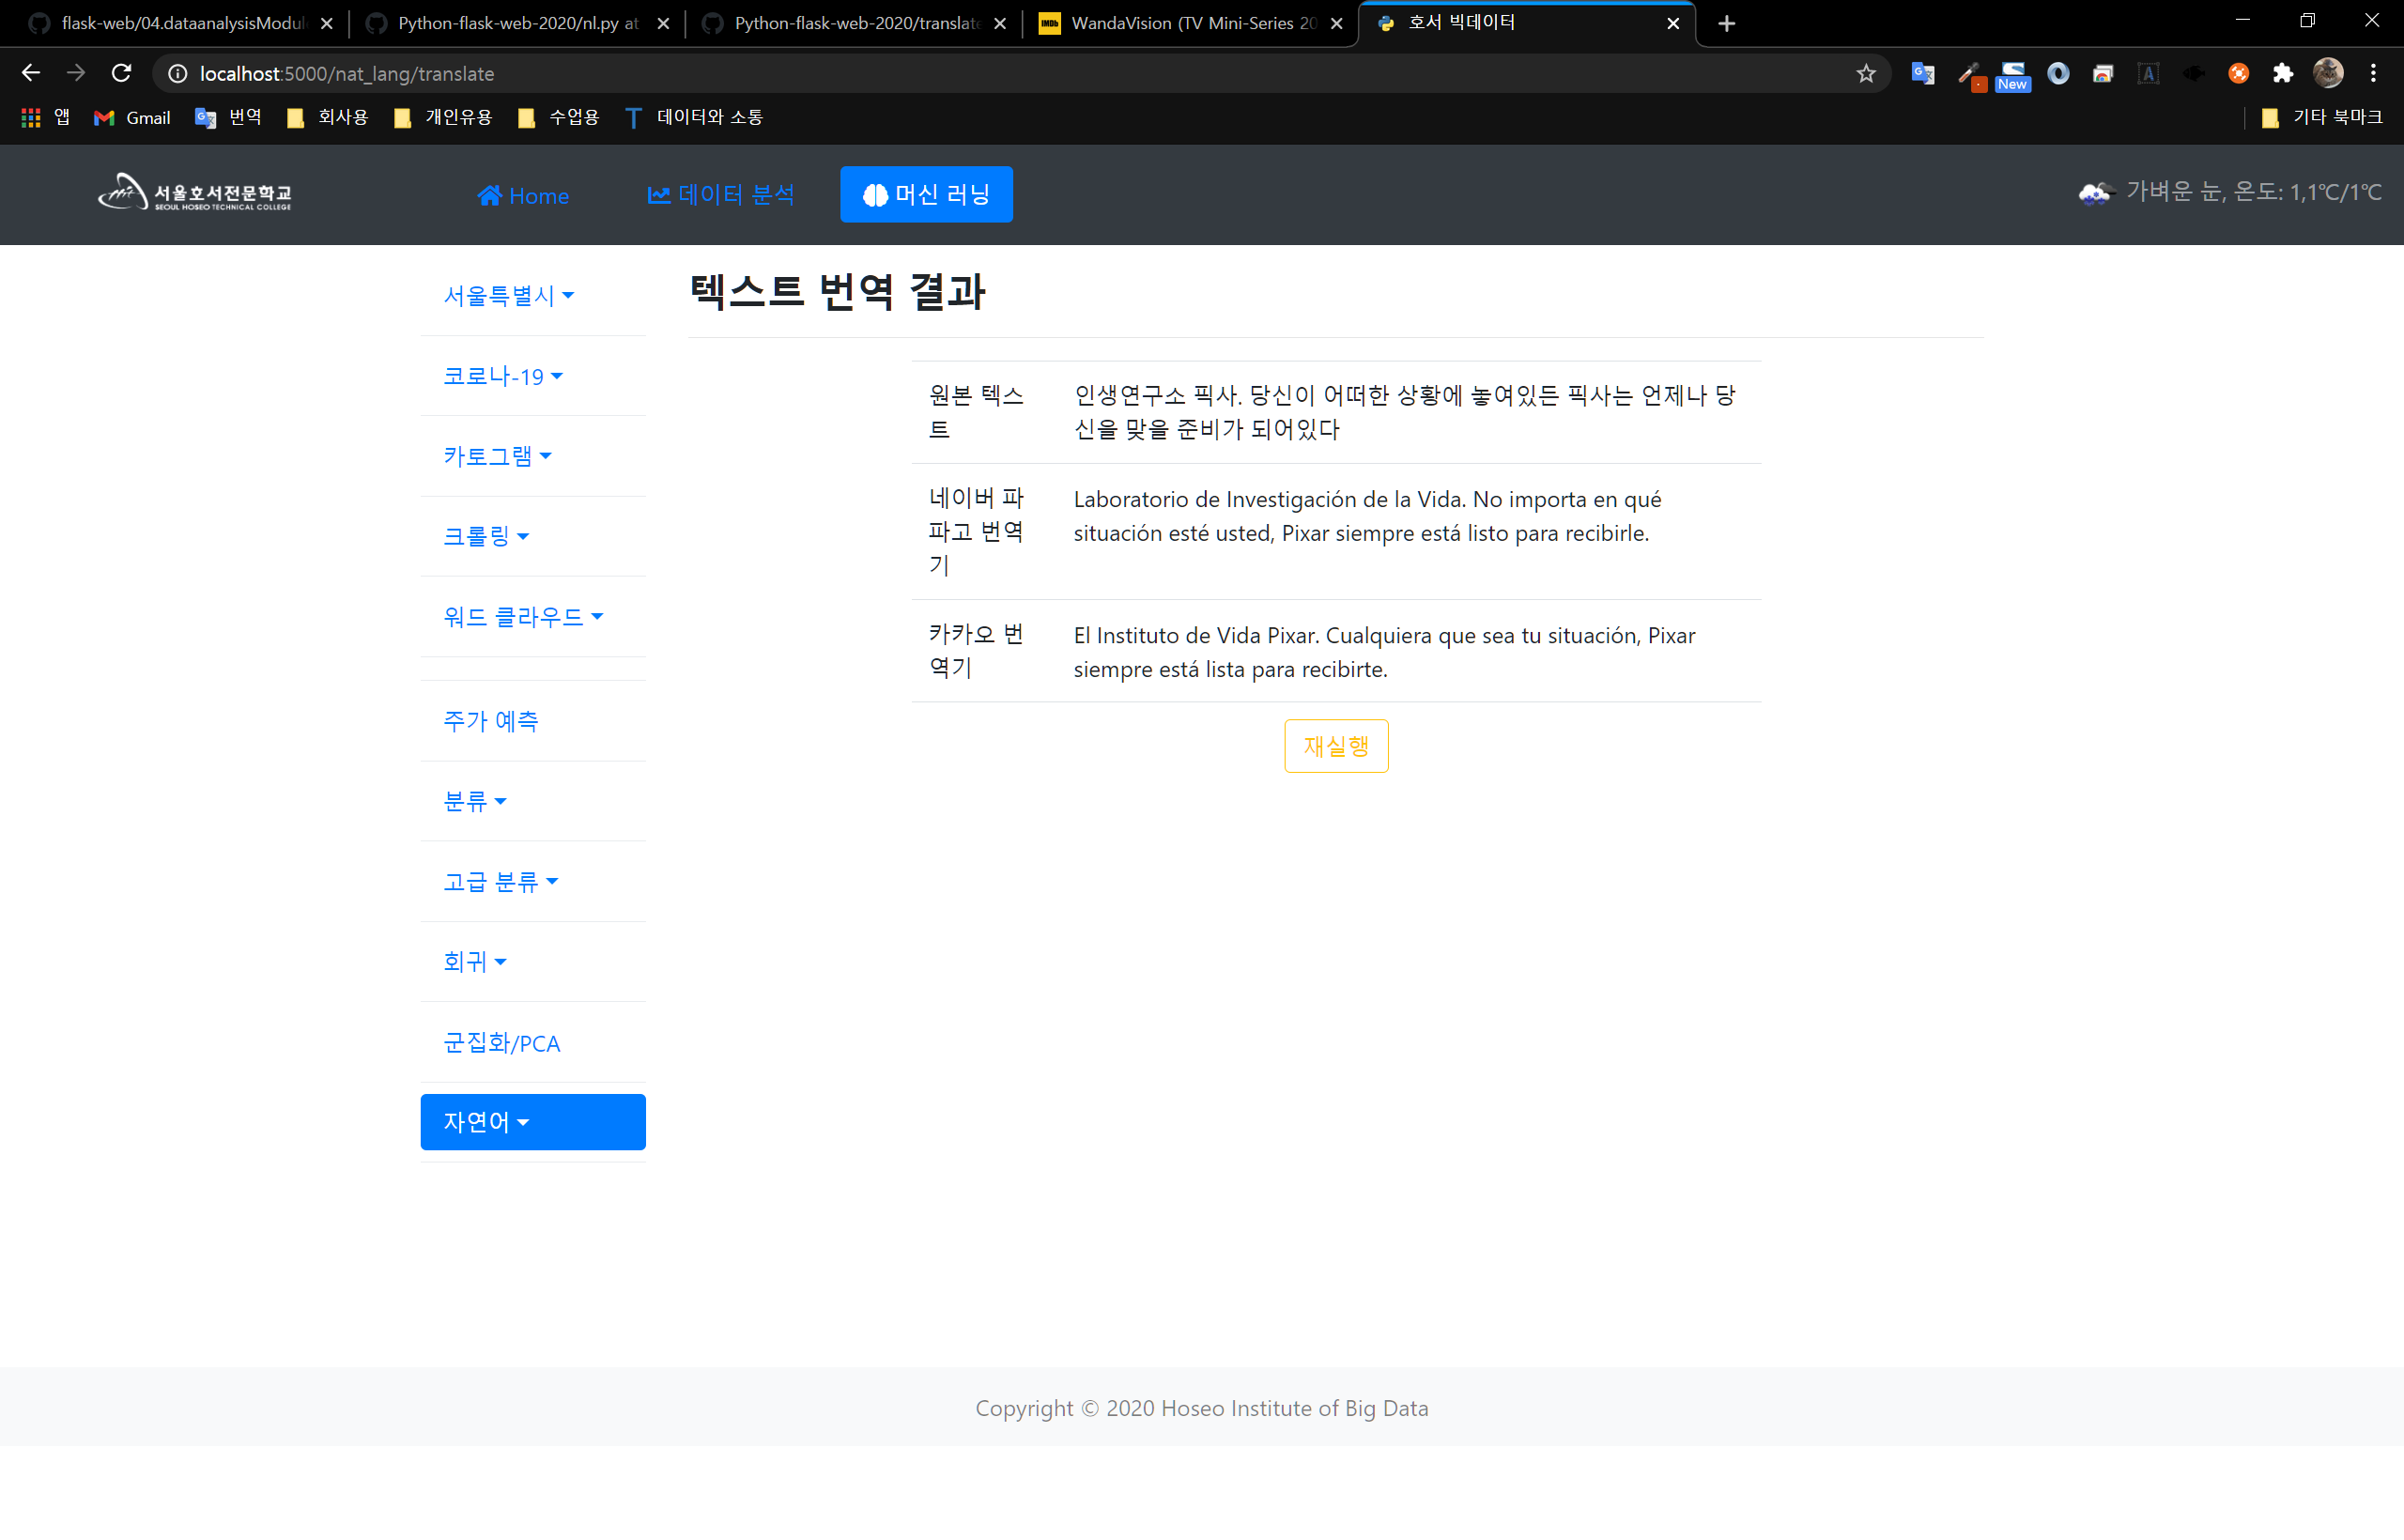 flask-web/04.dataanalysisModul
Python-flask-web-2020/nl.py at
Python-flask-web-2020/translate
IMDb WandaVision (TV Mini-Series 20
호서 빅데이터
localhost:5000/nat_lang/translate
New
앱 Gmail 번역 회사용 개인유용 수업용 데이터와 소통 기타 북마크
서울호서전문학교
SEOUL HOSEO TECHNICAL COLLEGE
Home 데이터 분석 머신 러닝
가벼운 눈, 온도: 1,1℃/1℃
서울특별시
코로나-19
카토그램
크롤링
워드 클라우드
주가 예측
분류
고급 분류
회귀
군집화/PCA
자연어
텍스트 번역 결과
원본 텍스
트
인생연구소 픽사. 당신이 어떠한 상황에 놓여있든 픽사는 언제나 당
신을 맞을 준비가 되어있다
네이버 파
파고 번역
기
Laboratorio de Investigación de la Vida. No importa en qué
situación esté usted, Pixar siempre está listo para recibirle.
카카오 번
역기
El Instituto de Vida Pixar. Cualquiera que sea tu situación, Pixar
siempre está lista para recibirte.
재실행
Copyright © 2020 Hoseo Institute of Big Data